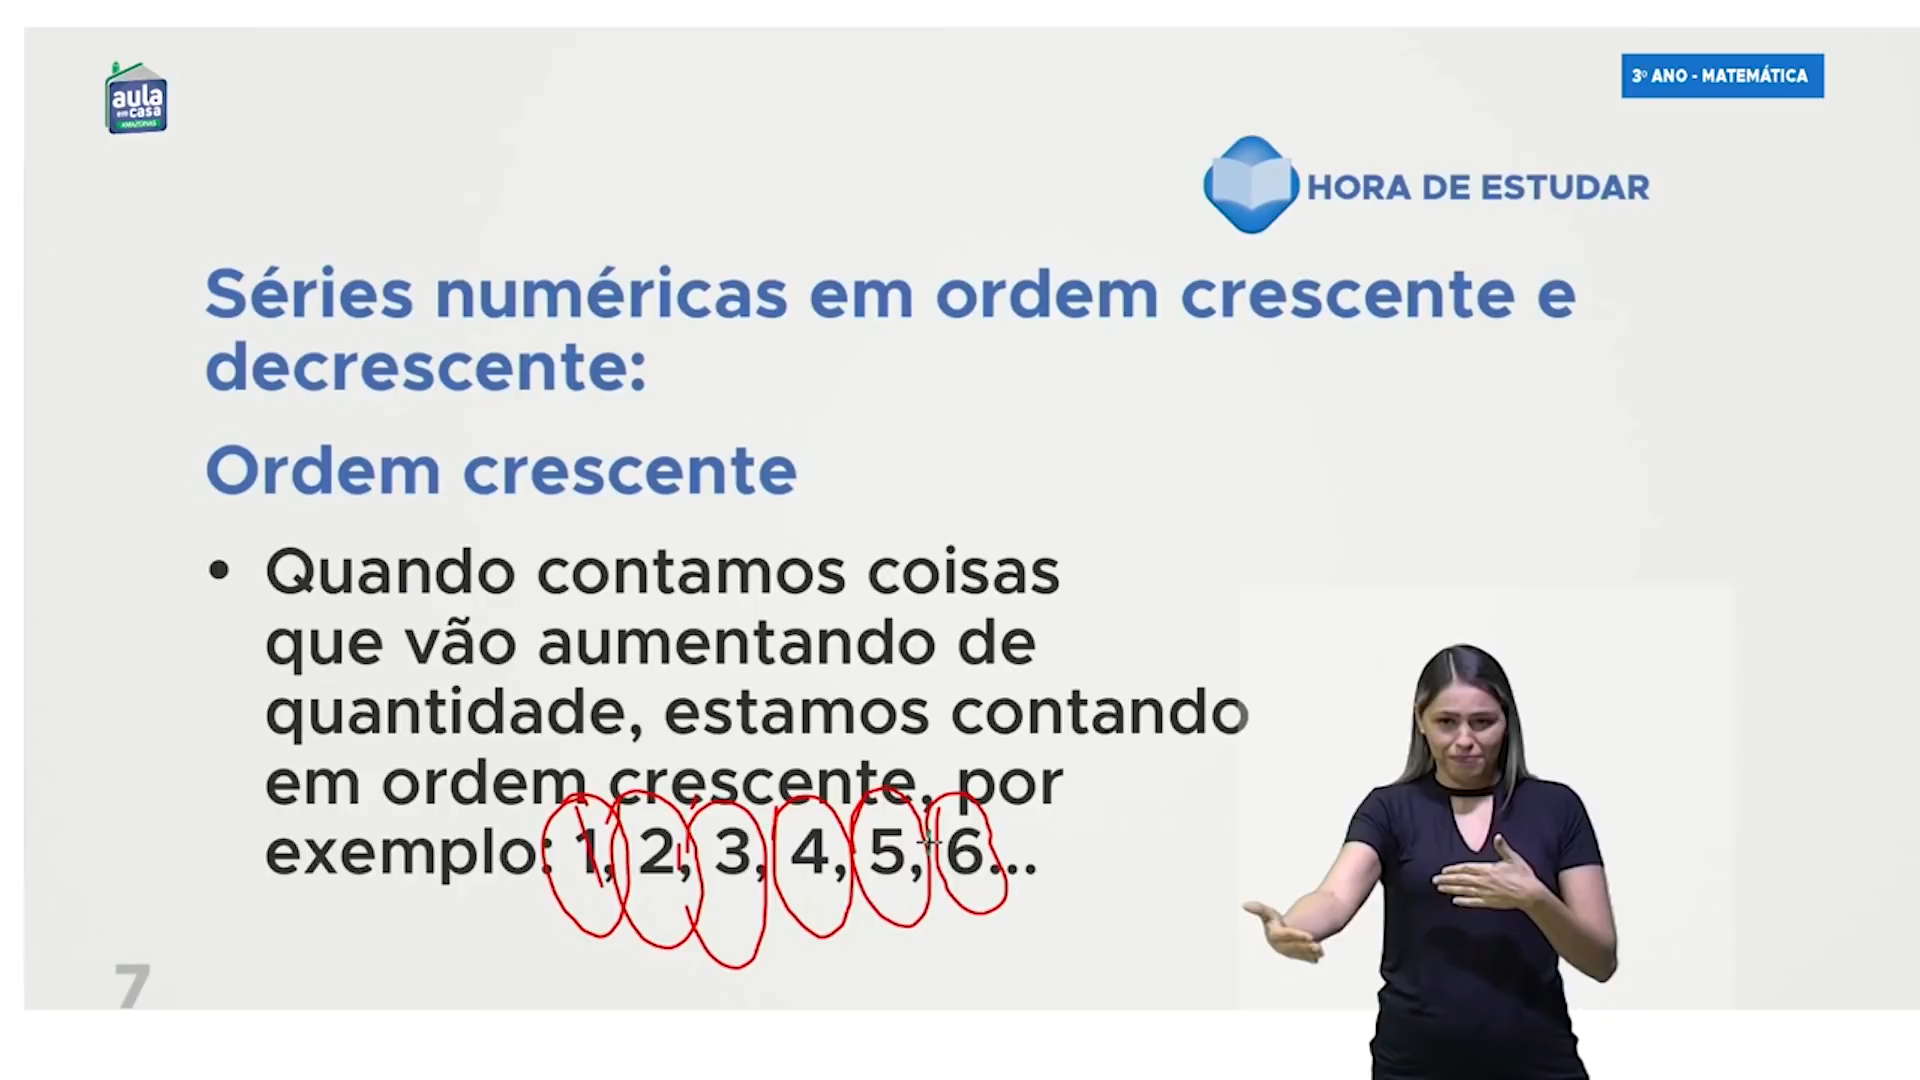 aula
em casa
AMAZONAS
3º ANO - MATEMÁTICA
HORA DE ESTUDAR
Séries numéricas em ordem crescente e
decrescente:
Ordem crescente
• Quando contamos coisas
que vão aumentando de
quantidade, estamos contando
em ordem crescente, por
exemplo: 1, 2, 3, 4, 5, 6...
7